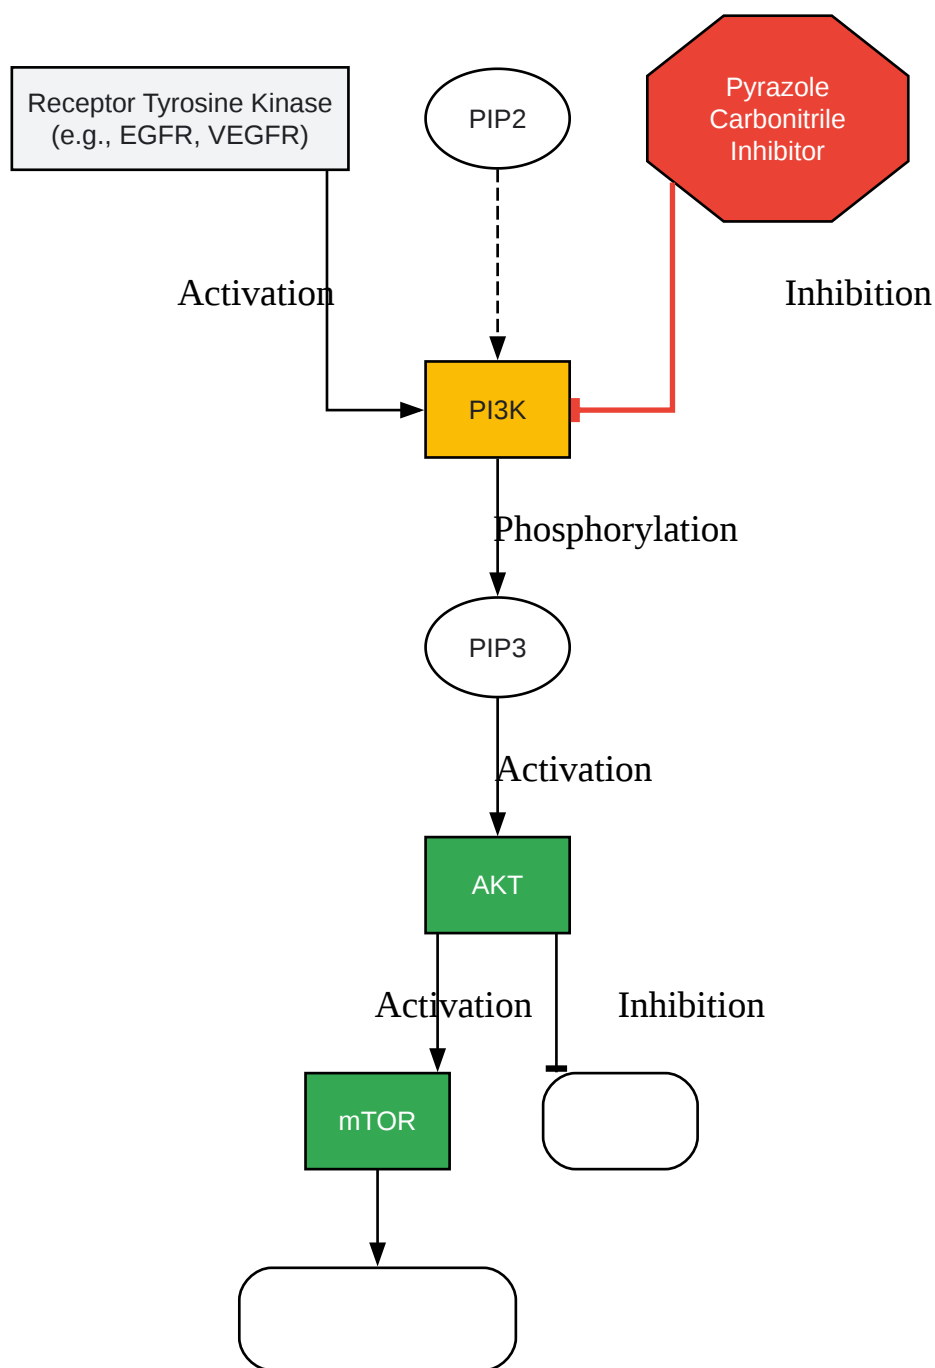 Receptor Tyrosine Kinase
(e.g., EGFR, VEGFR)
PIP2
Pyrazole
Carbonitrile
Inhibitor
Activation
Inhibition
PI3K
Phosphorylation
PIP3
Activation
AKT
Activation
Inhibition
mTOR